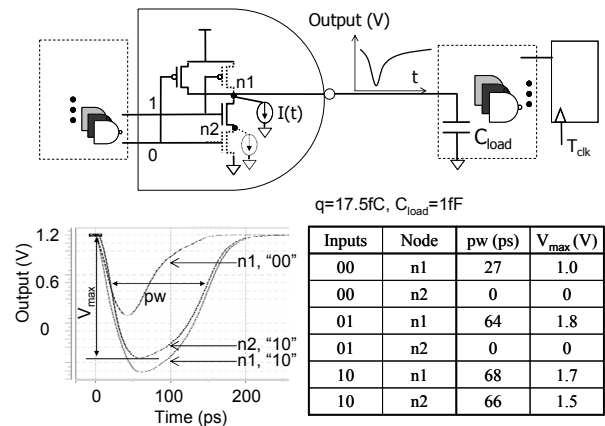 Output (V)
n1
1
n2
I(t)
t
0
C_load
T_clk
q=17.5fC, C_load=1fF
1.2
0.6
0
Output (V)
V_max
pw
n1, “00”
n2, “10”
n1, “10”
0 100 200
Time (ps)
Inputs Node pw (ps) V_max (V)
00 n1 27 1.0
00 n2 0 0
01 n1 64 1.8
01 n2 0 0
10 n1 68 1.7
10 n2 66 1.5